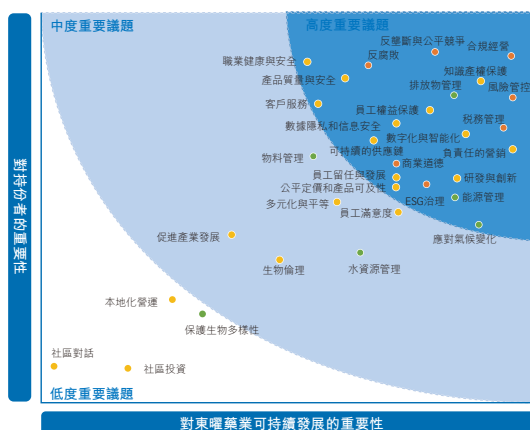 中度重要議題
高度重要議題
反壟斷與公平競爭
合規經營
反腐敗
職業健康與安全
知識產權保護
產品質量與安全
排放物管理
風險管控
客戶服務
員工權益保護
稅務管理
數據隱私和信息安全
數字化與智能化
可持續的供應鏈
負責任的營銷
物料管理
商業道德
員工留任與發展
研發與創新
公平定價和產品可及性
ESG治理
能源管理
多元化與平等
員工滿意度
促進產業發展
應對氣候變化
生物倫理
水資源管理
本地化營運
保護生物多樣性
社區對話
社區投資
低度重要議題
對持份者的重要性
對東曜藥業可持續發展的重要性